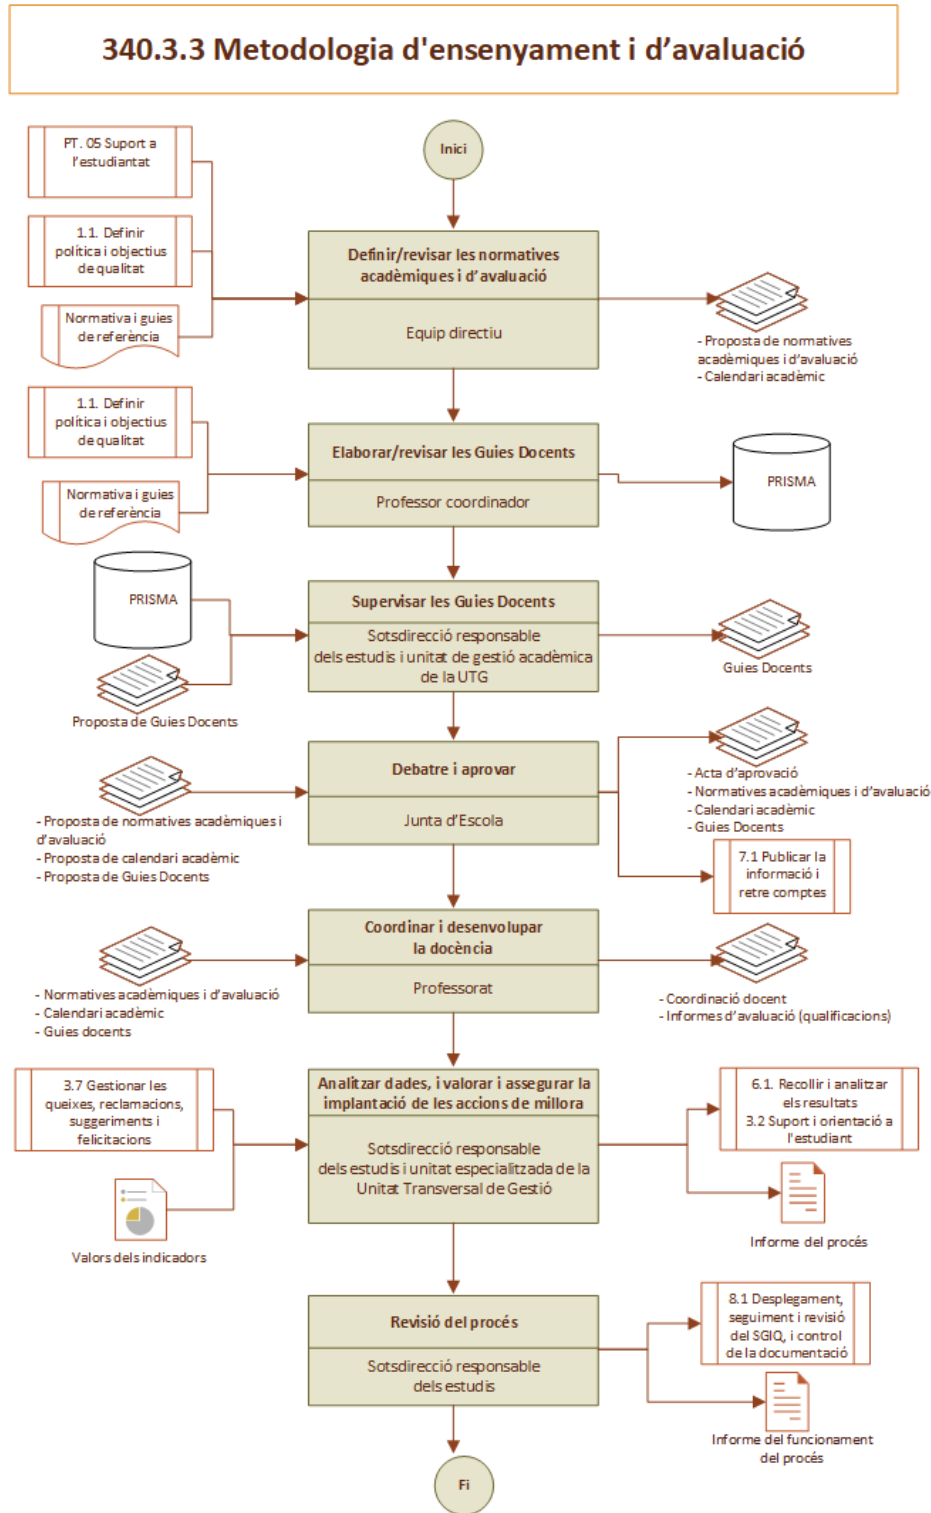 340.3.3 Metodologia d'ensenyament i d’avaluació
Inici
PT. 05 Suport a
l’estudiantat
1.1. Definir
política i objectius
de qualitat
Normativa i guies
de referència
Definir/revisar les normatives
acadèmiques i d’avaluació
Equip directiu
- Proposta de normatives
acadèmiques i d’avaluació
- Calendari acadèmic
1.1. Definir
política i objectius
de qualitat
Normativa i guies
de referència
Elaborar/revisar les Guies Docents
Professor coordinador
PRISMA
PRISMA
Proposta de Guies Docents
Supervisar les Guies Docents
Sotsdirecció responsable
dels estudis i unitat de gestió acadèmica
de la UTG
Guies Docents
- Proposta de normatives acadèmiques i
d’avaluació
- Proposta de calendari acadèmic
- Proposta de Guies Docents
Debatre i aprovar
Junta d’Escola
- Acta d’aprovació
- Normatives acadèmiques i d’avaluació
- Calendari acadèmic
- Guies Docents
7.1 Publicar la
informació i
retre comptes
- Normatives acadèmiques i d’avaluació
- Calendari acadèmic
- Guies docents
Coordinar i desenvolupar
la docència
Professorat
- Coordinació docent
- Informes d’avaluació (qualificacions)
3.7 Gestionar les
queixes, reclamacions,
suggeriments i
felicitacions
Valors dels indicadors
Analitzar dades, i valorar i assegurar la
implantació de les accions de millora
Sotsdirecció responsable
dels estudis i unitat especialitzada de la
Unitat Transversal de Gestió
6.1. Recollir i analitzar
els resultats
3.2 Suport i orientació a
l'estudiant
Informe del procés
Revisió del procés
Sotsdirecció responsable
dels estudis
8.1 Desplegament,
seguiment i revisió
del SGIQ, i control
de la documentació
Informe del funcionament
del procés
Fi